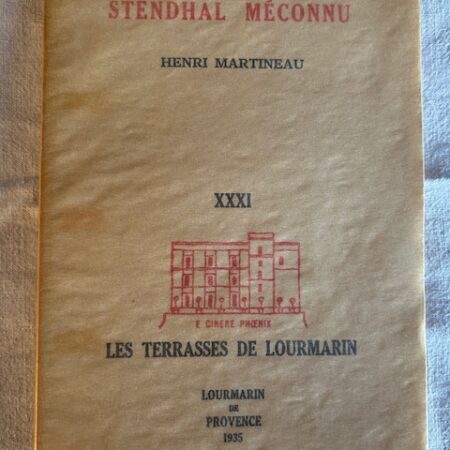 STENDHAL MÉCONNU
HENRI MARTINEAU
XXXI
E CINERE PHŒNIX
LES TERRASSES DE LOURMARIN
LOURMARIN
DE
PROVENCE
1935